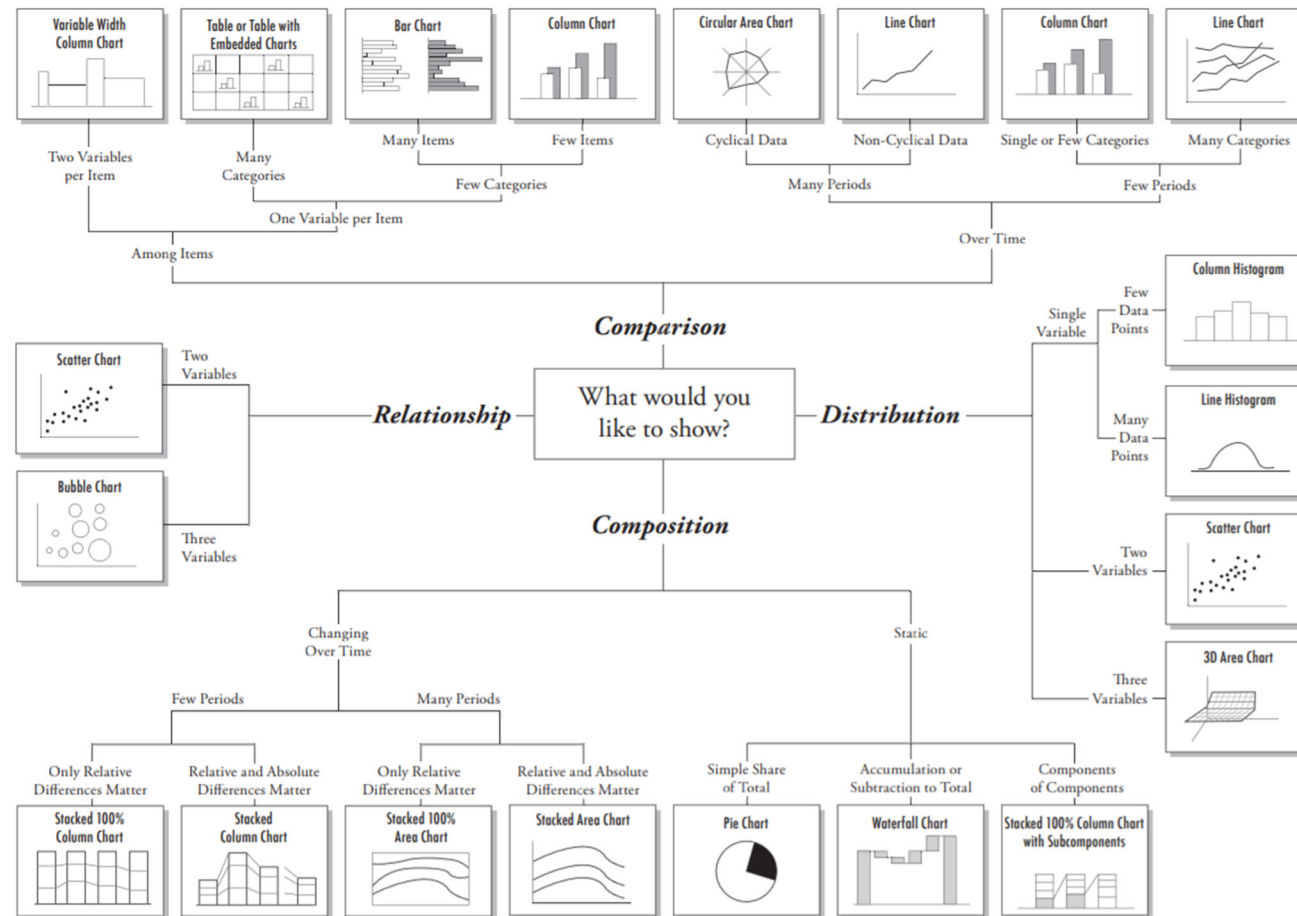 Variable Width
Column Chart
Table or Table with
Embedded Charts
Bar Chart
Column Chart
Circular Area Chart
Line Chart
Column Chart
Line Chart
Two Variables
per Item
Many
Categories
Many Items
Few Items
Cyclical Data
Non-Cyclical Data
Single or Few Categories
Many Categories
Few Categories
Many Periods
Few Periods
One Variable per Item
Among Items
Over Time
Comparison
Relationship
What would you
like to show?
Distribution
Composition
Two
Variables
Scatter Chart
Bubble Chart
Three
Variables
Single
Variable
Few
Data
Points
Column Histogram
Many
Data
Points
Line Histogram
Two
Variables
Scatter Chart
Three
Variables
3D Area Chart
Changing
Over Time
Static
Few Periods
Many Periods
Only Relative
Differences Matter
Relative and Absolute
Differences Matter
Only Relative
Differences Matter
Relative and Absolute
Differences Matter
Simple Share
of Total
Accumulation or
Subtraction to Total
Components
of Components
Stacked 100%
Column Chart
Stacked
Column Chart
Stacked 100%
Area Chart
Stacked Area Chart
Pie Chart
Waterfall Chart
Stacked 100% Column Chart
with Subcomponents